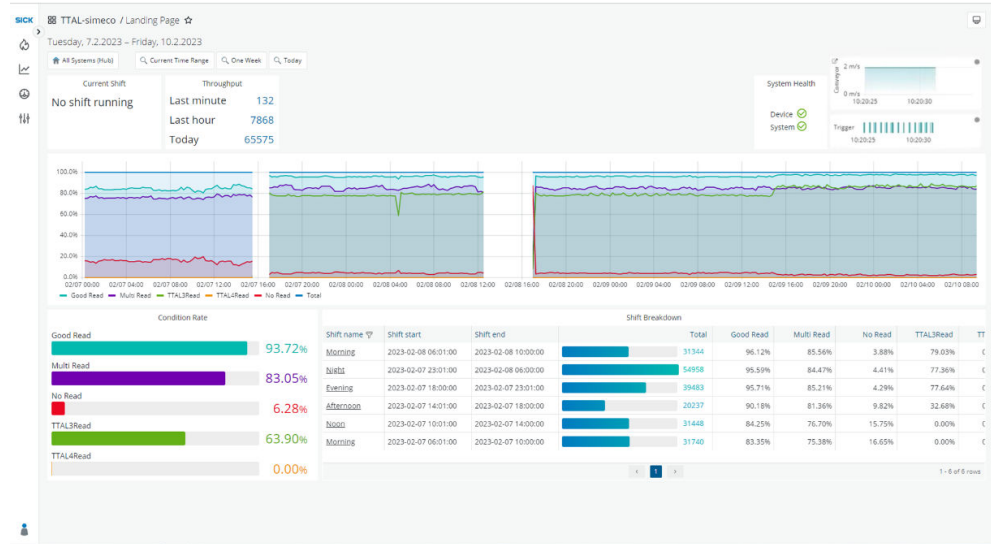 SICK
TTAL-simeco / Landing Page
Tuesday, 7.2.2023 – Friday, 10.2.2023
All Systems (Hub) Current Time Range One Week Today
Current Shift
No shift running
Throughput
Last minute 132
Last hour 7868
Today 65575
System Health
Device
System
Conveyor
2 m/s
0 m/s
10:20:25 10:20:30
Trigger
10:20:25 10:20:30
100.0%
80.0%
60.0%
40.0%
20.0%
0.0%
02/07 00:00 02/07 04:00 02/07 08:00 02/07 12:00 02/07 16:00 02/07 20:00 02/08 00:00 02/08 04:00 02/08 08:00 02/08 12:00 02/08 16:00 02/08 20:00 02/09 00:00 02/09 04:00 02/09 08:00 02/09 12:00 02/09 16:00 02/09 20:00 02/10 00:00 02/10 04:00 02/10 08:00
Good Read Multi Read TTAL3Read TTAL4Read No Read Total
Condition Rate
Good Read
93.72%
Multi Read
83.05%
No Read
6.28%
TTAL3Read
63.90%
TTAL4Read
0.00%
Shift Breakdown
Shift name Shift start Shift end Total Good Read Multi Read No Read TTAL3Read TT
Morning 2023-02-08 06:01:00 2023-02-08 10:00:00 31344 96.12% 85.56% 3.88% 79.03%
Night 2023-02-07 23:01:00 2023-02-08 06:00:00 54958 95.59% 84.47% 4.41% 77.36%
Evening 2023-02-07 18:00:00 2023-02-07 23:01:00 39483 95.71% 85.21% 4.29% 77.64%
Afternoon 2023-02-07 14:01:00 2023-02-07 18:00:00 20237 90.18% 81.36% 9.82% 32.68%
Noon 2023-02-07 10:01:00 2023-02-07 14:00:00 31448 84.25% 76.70% 15.75% 0.00%
Morning 2023-02-07 06:01:00 2023-02-07 10:00:00 31740 83.35% 75.38% 16.65% 0.00%
1
1 - 6 of 6 rows